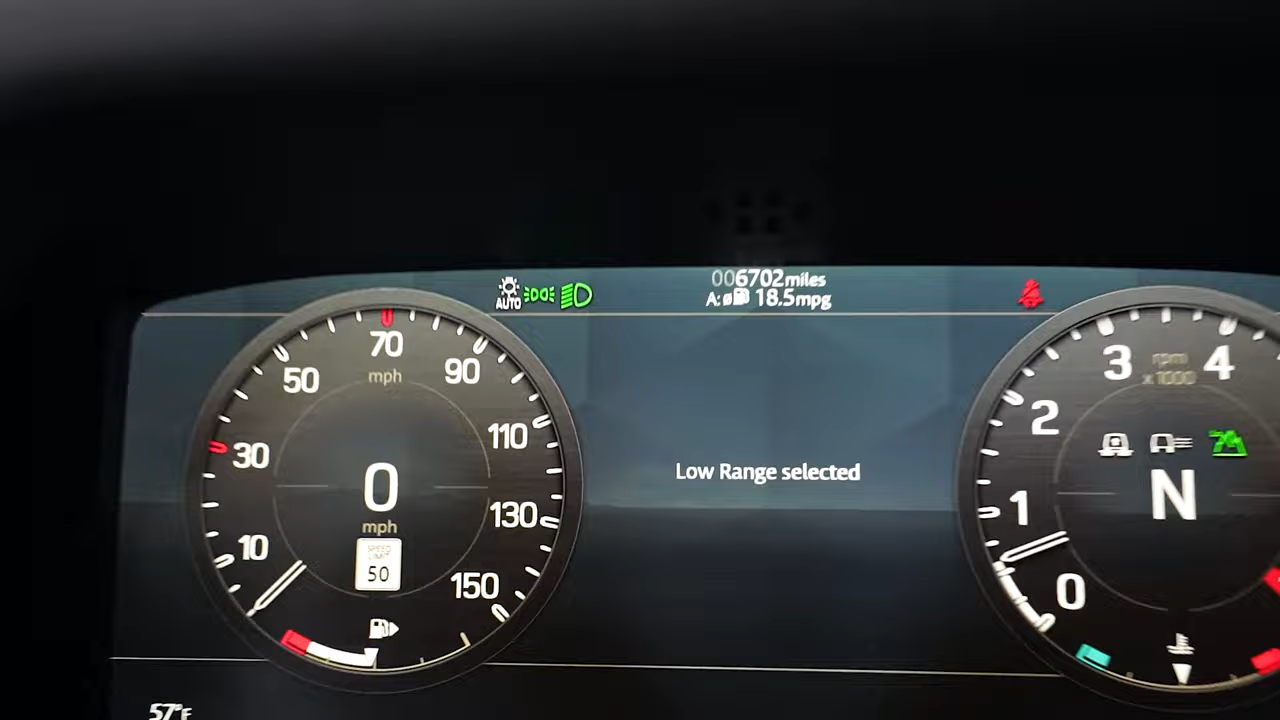 006702 miles
AUTO
A:ø 18.5mpg
70
mph
50
90
30
110
0
mph
SPEED
LIMIT
50
10
130
150
Low Range selected
3
rpm
x1000
4
2
1
N
0
57°F